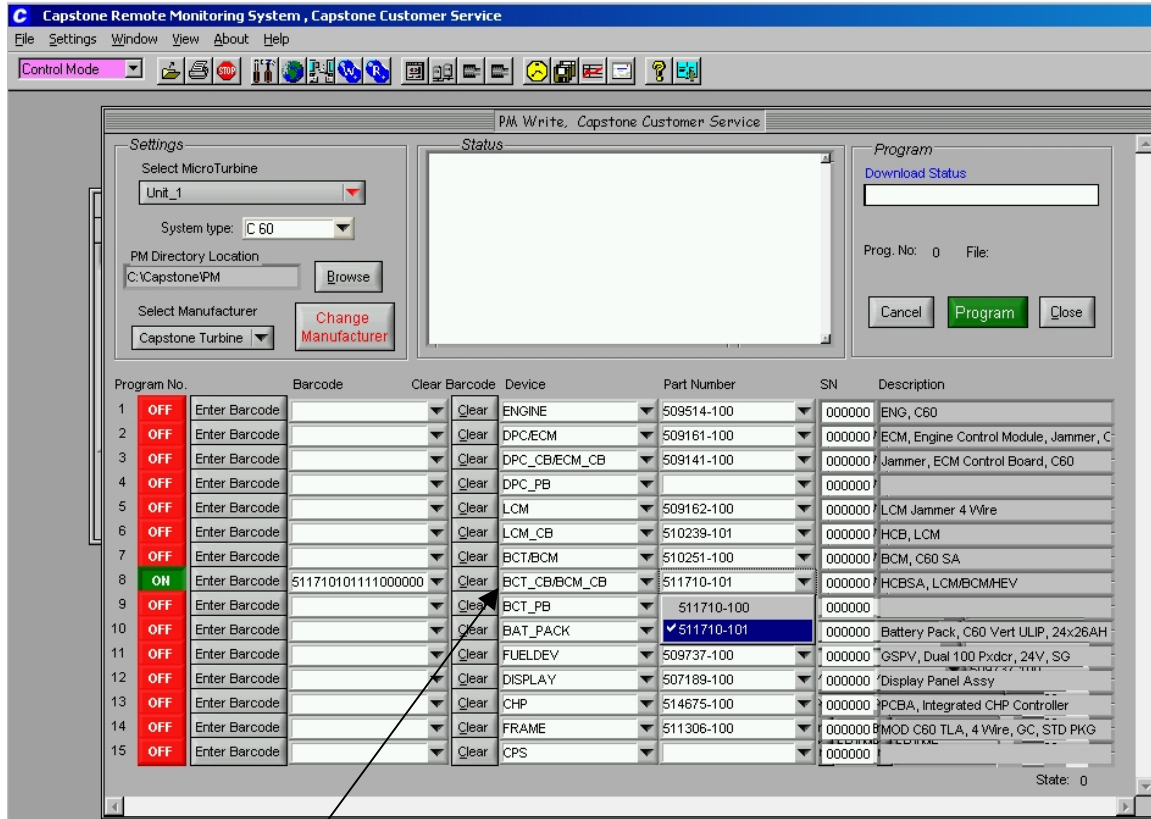 C Capstone Remote Monitoring System , Capstone Customer Service
File Settings Window View About Help
Control Mode STOP W R ?
PM Write, Capstone Customer Service
Settings Status Program
Select MicroTurbine
Unit_1
System type: C 60
PM Directory Location
C:\Capstone\PM Browse
Select Manufacturer
Capstone Turbine Change Manufacturer
Download Status
Prog. No: 0 File:
Cancel Program Close
Program No. Barcode Clear Barcode Device Part Number SN Description
1 OFF Enter Barcode Clear ENGINE 509514-100 000000 ENG, C60
2 OFF Enter Barcode Clear DPC/ECM 509161-100 000000 ECM, Engine Control Module, Jammer, C
3 OFF Enter Barcode Clear DPC_CB/ECM_CB 509141-100 000000 Jammer, ECM Control Board, C60
4 OFF Enter Barcode Clear DPC_PB 000000
5 OFF Enter Barcode Clear LCM 509162-100 000000 LCM Jammer 4 Wire
6 OFF Enter Barcode Clear LCM_CB 510239-101 000000 HCB, LCM
7 OFF Enter Barcode Clear BCT/BCM 510251-100 000000 BCM, C60 SA
8 ON Enter Barcode 511710101111000000 Clear BCT_CB/BCM_CB 511710-101 000000 HCBSA, LCM/BCM/HEV
9 OFF Enter Barcode Clear BCT_PB 511710-100 000000
10 OFF Enter Barcode Clear BAT_PACK 511710-101 000000 Battery Pack, C60 Vert ULIP, 24x26AH
11 OFF Enter Barcode Clear FUELDEV 509737-100 000000 GSPV, Dual 100 Pxdcr, 24V, SG
12 OFF Enter Barcode Clear DISPLAY 507189-100 000000 Display Panel Assy
13 OFF Enter Barcode Clear CHP 514675-100 000000 PCBA, Integrated CHP Controller
14 OFF Enter Barcode Clear FRAME 511306-100 000000 MOD C60 TLA, 4 Wire, GC, STD PKG
15 OFF Enter Barcode Clear CPS 000000
State: 0